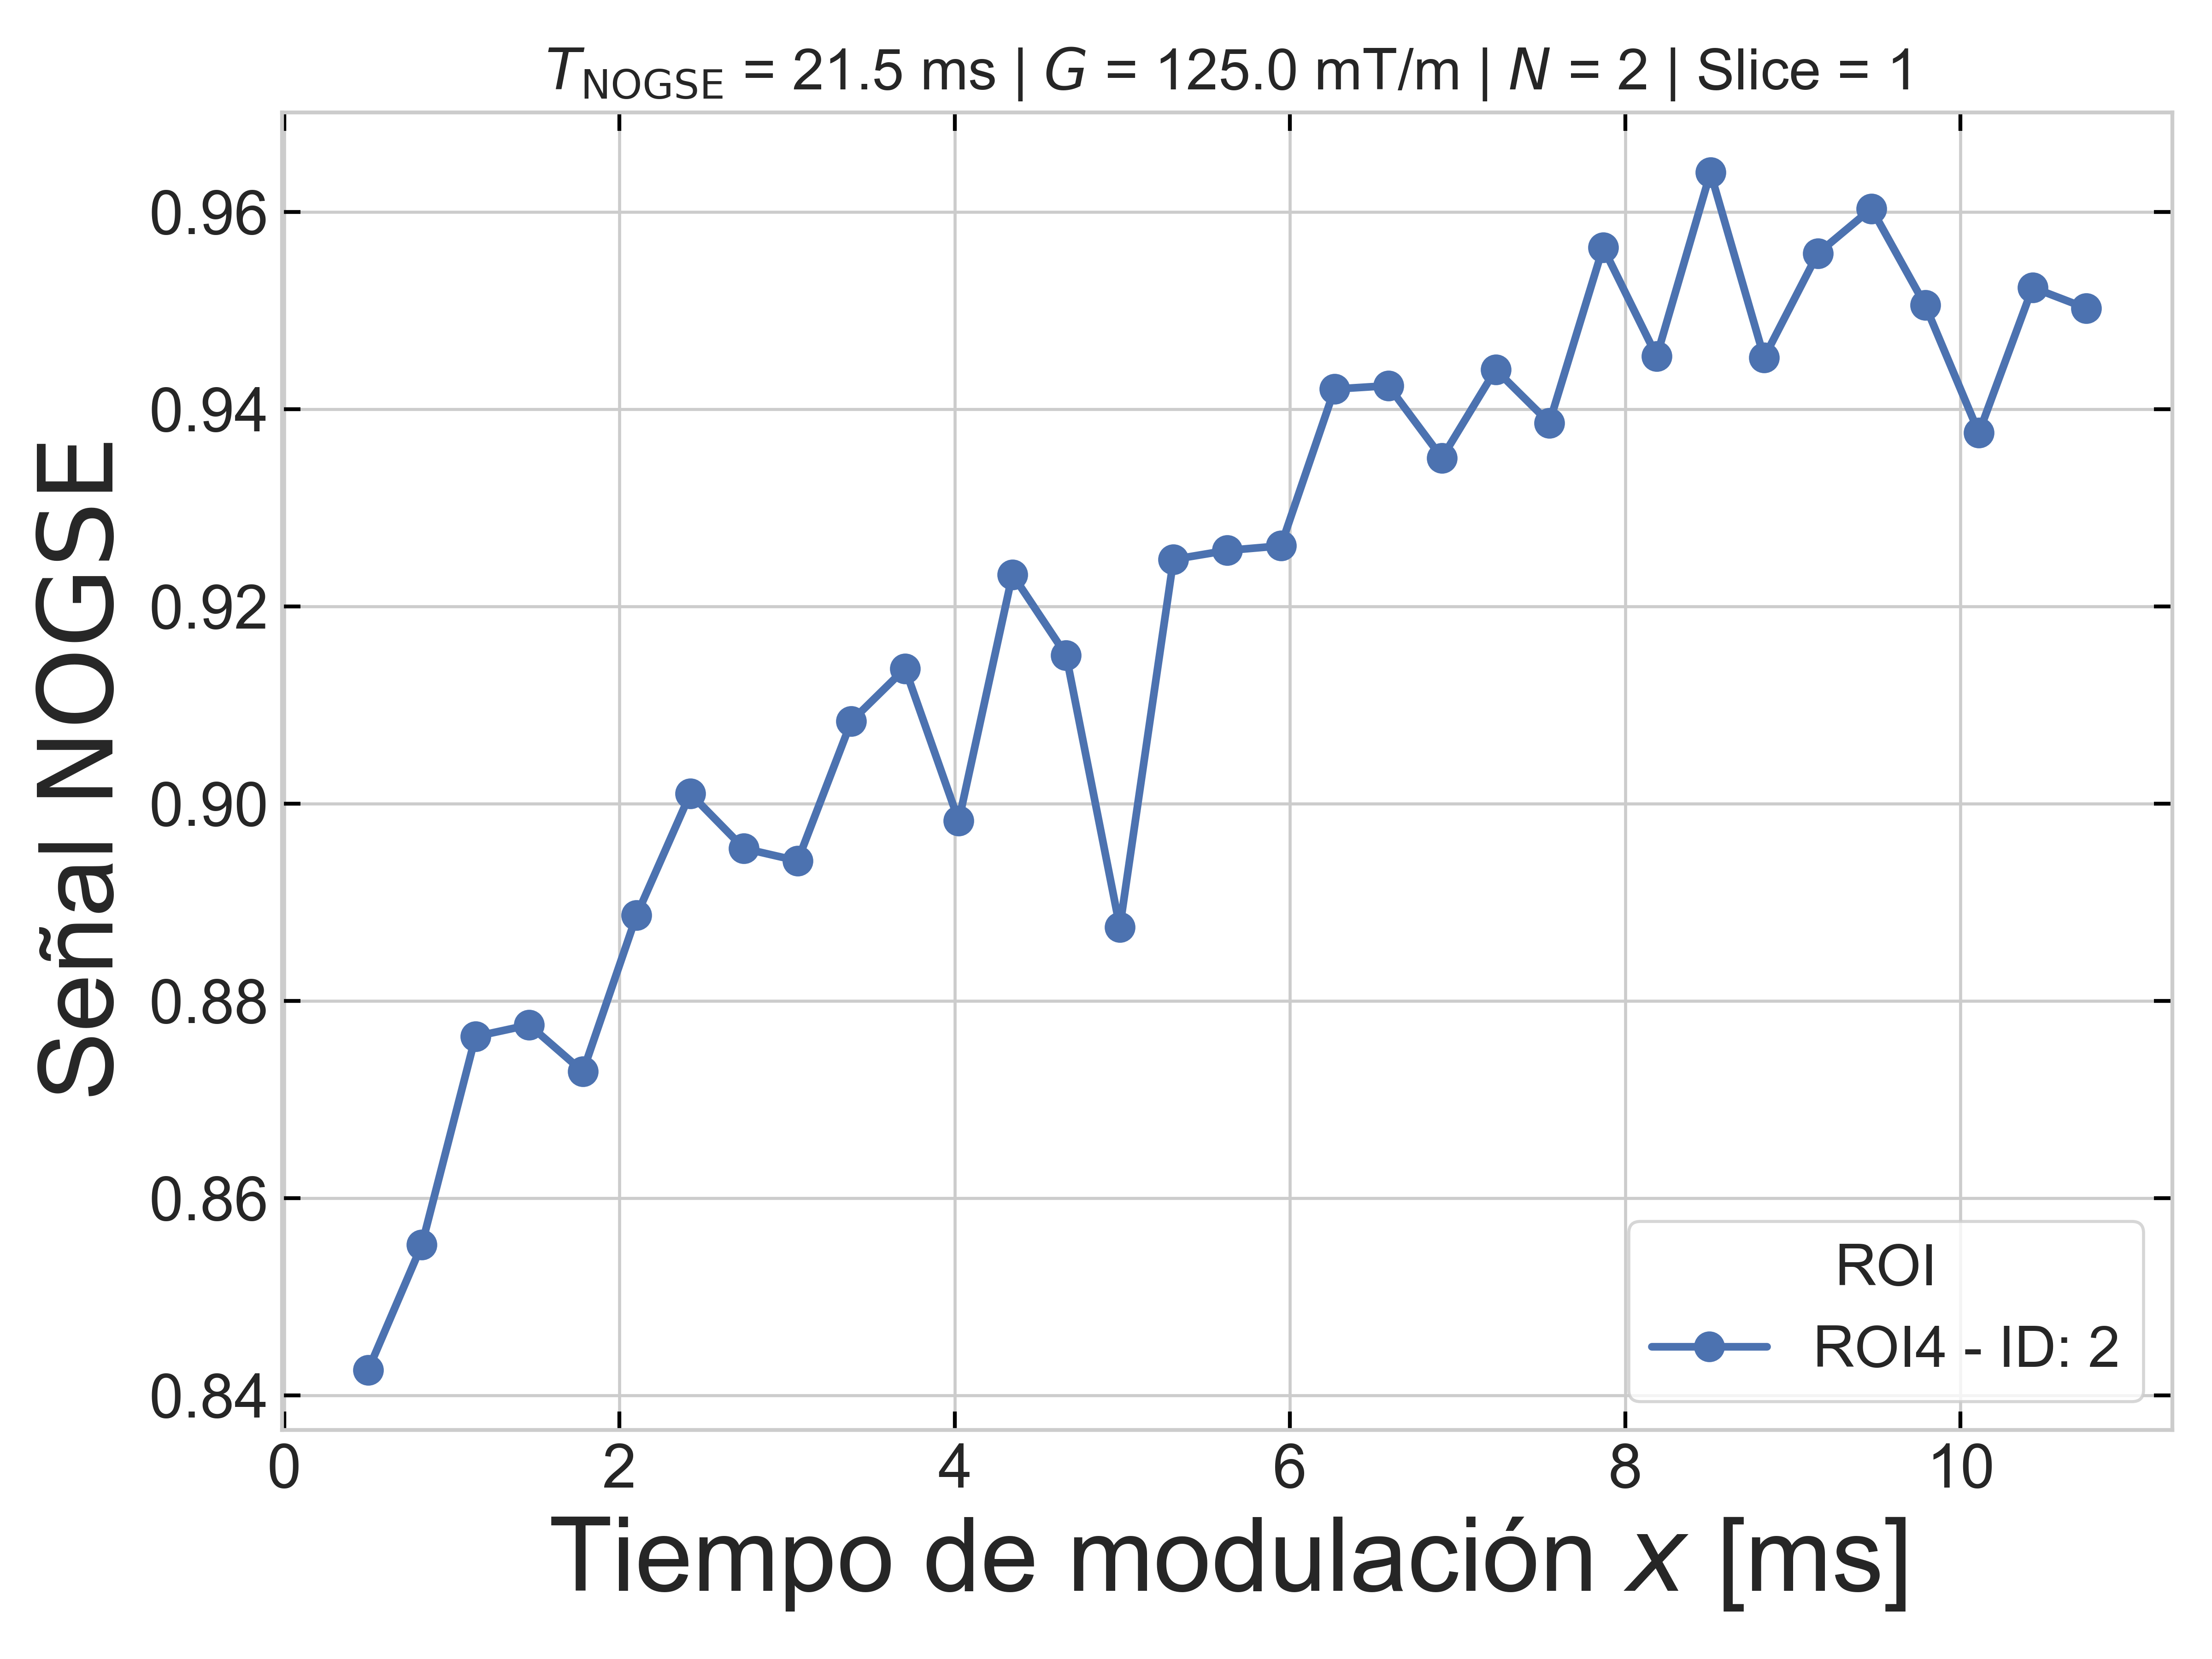 T_NOGSE = 21.5 ms | G = 125.0 mT/m | N = 2 | Slice = 1
Señal NOGSE
0.96
0.94
0.92
0.90
0.88
0.86
0.84
ROI
ROI4 - ID: 2
0 2 4 6 8 10
Tiempo de modulación x [ms]